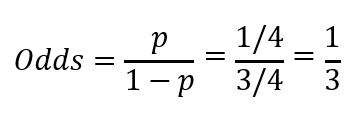 Odds = p / (1 − p) = (1/4) / (3/4) = 1/3